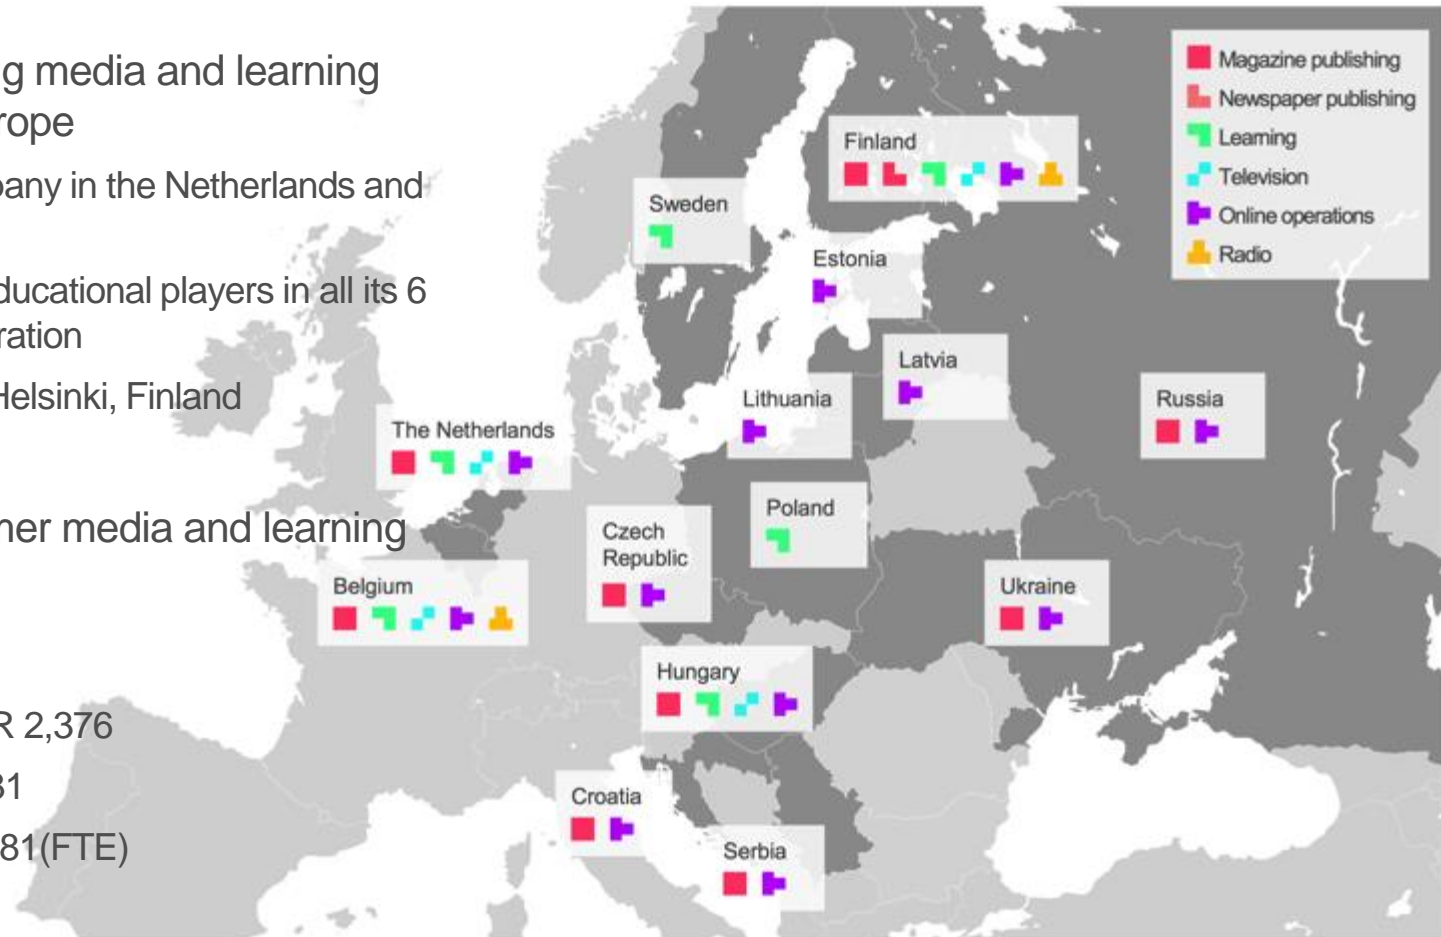 g media and learning
rope
pany in the Netherlands and
ducational players in all its 6
ration
Helsinki, Finland
mer media and learning
R 2,376
31
81(FTE)
Magazine publishing
Newspaper publishing
Learning
Television
Online operations
Radio
Finland
Sweden
Estonia
Latvia
Lithuania
Russia
The Netherlands
Poland
Czech
Republic
Belgium
Ukraine
Hungary
Croatia
Serbia